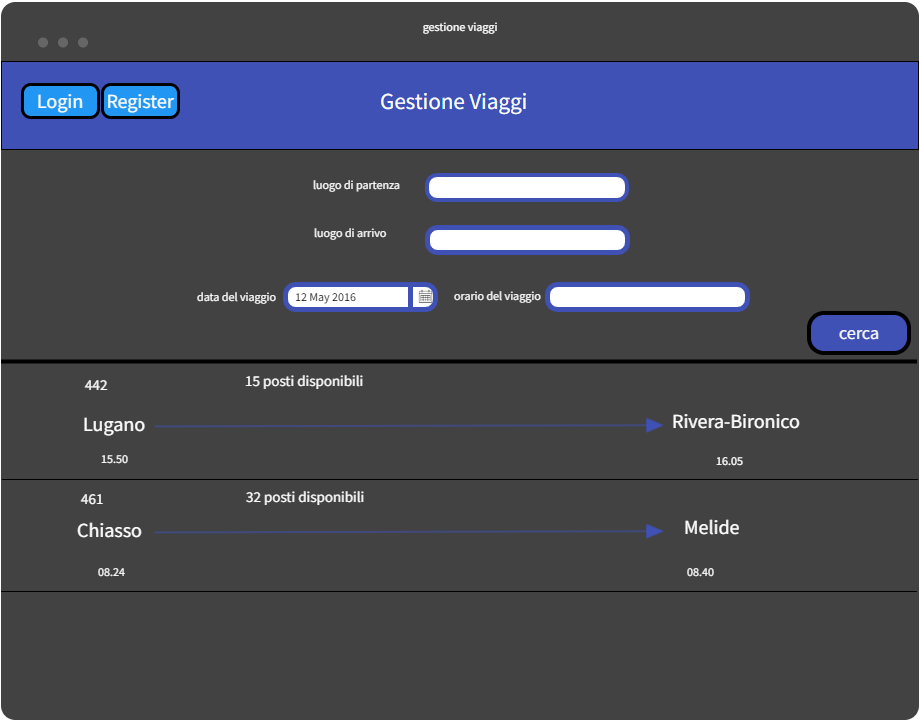 gestione viaggi
Login Register Gestione Viaggi
luogo di partenza
luogo di arrivo
data del viaggio 12 May 2016 orario del viaggio
cerca
442 15 posti disponibili
Lugano Rivera-Bironico
15.50 16.05
461 32 posti disponibili
Chiasso Melide
08.24 08.40